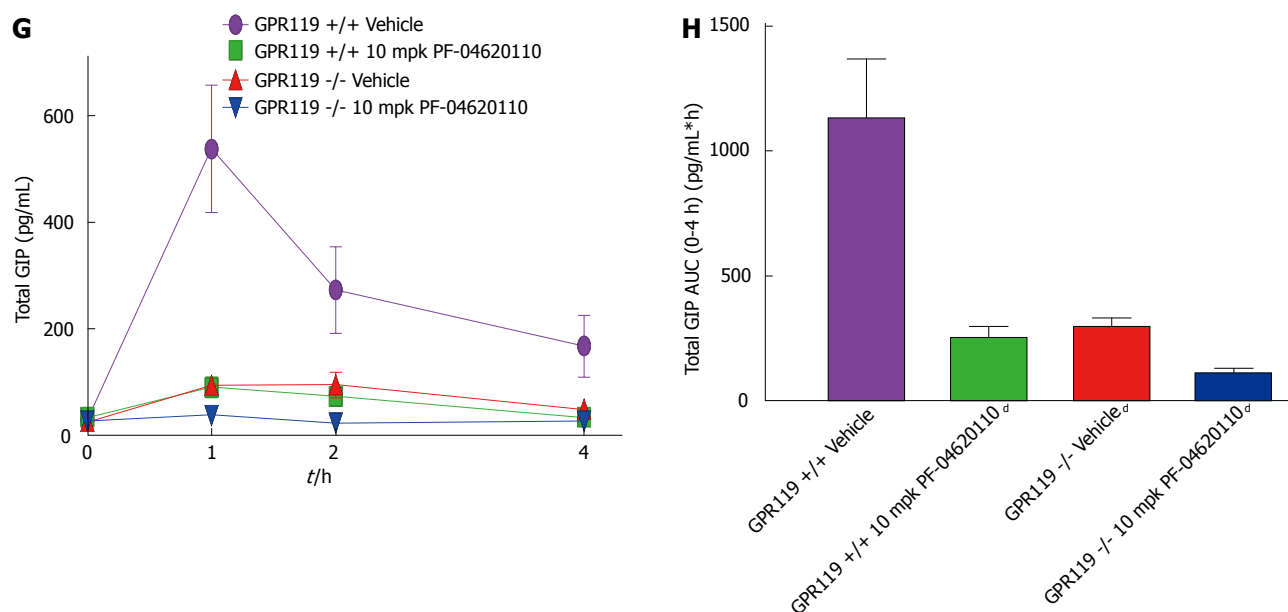 G
GPR119 +/+ Vehicle
GPR119 +/+ 10 mpk PF-04620110
GPR119 -/- Vehicle
GPR119 -/- 10 mpk PF-04620110
Total GIP (pg/mL)
600
400
200
0
0 1 2 4
t/h
H
Total GIP AUC (0-4 h) (pg/mL*h)
1500
1000
500
0
GPR119 +/+ Vehicle
GPR119 +/+ 10 mpk PF-04620110 d
GPR119 -/- Vehicle d
GPR119 -/- 10 mpk PF-04620110 d